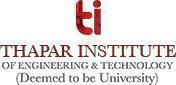 ti
THAPAR INSTITUTE
OF ENGINEERING & TECHNOLOGY
(Deemed to be University)